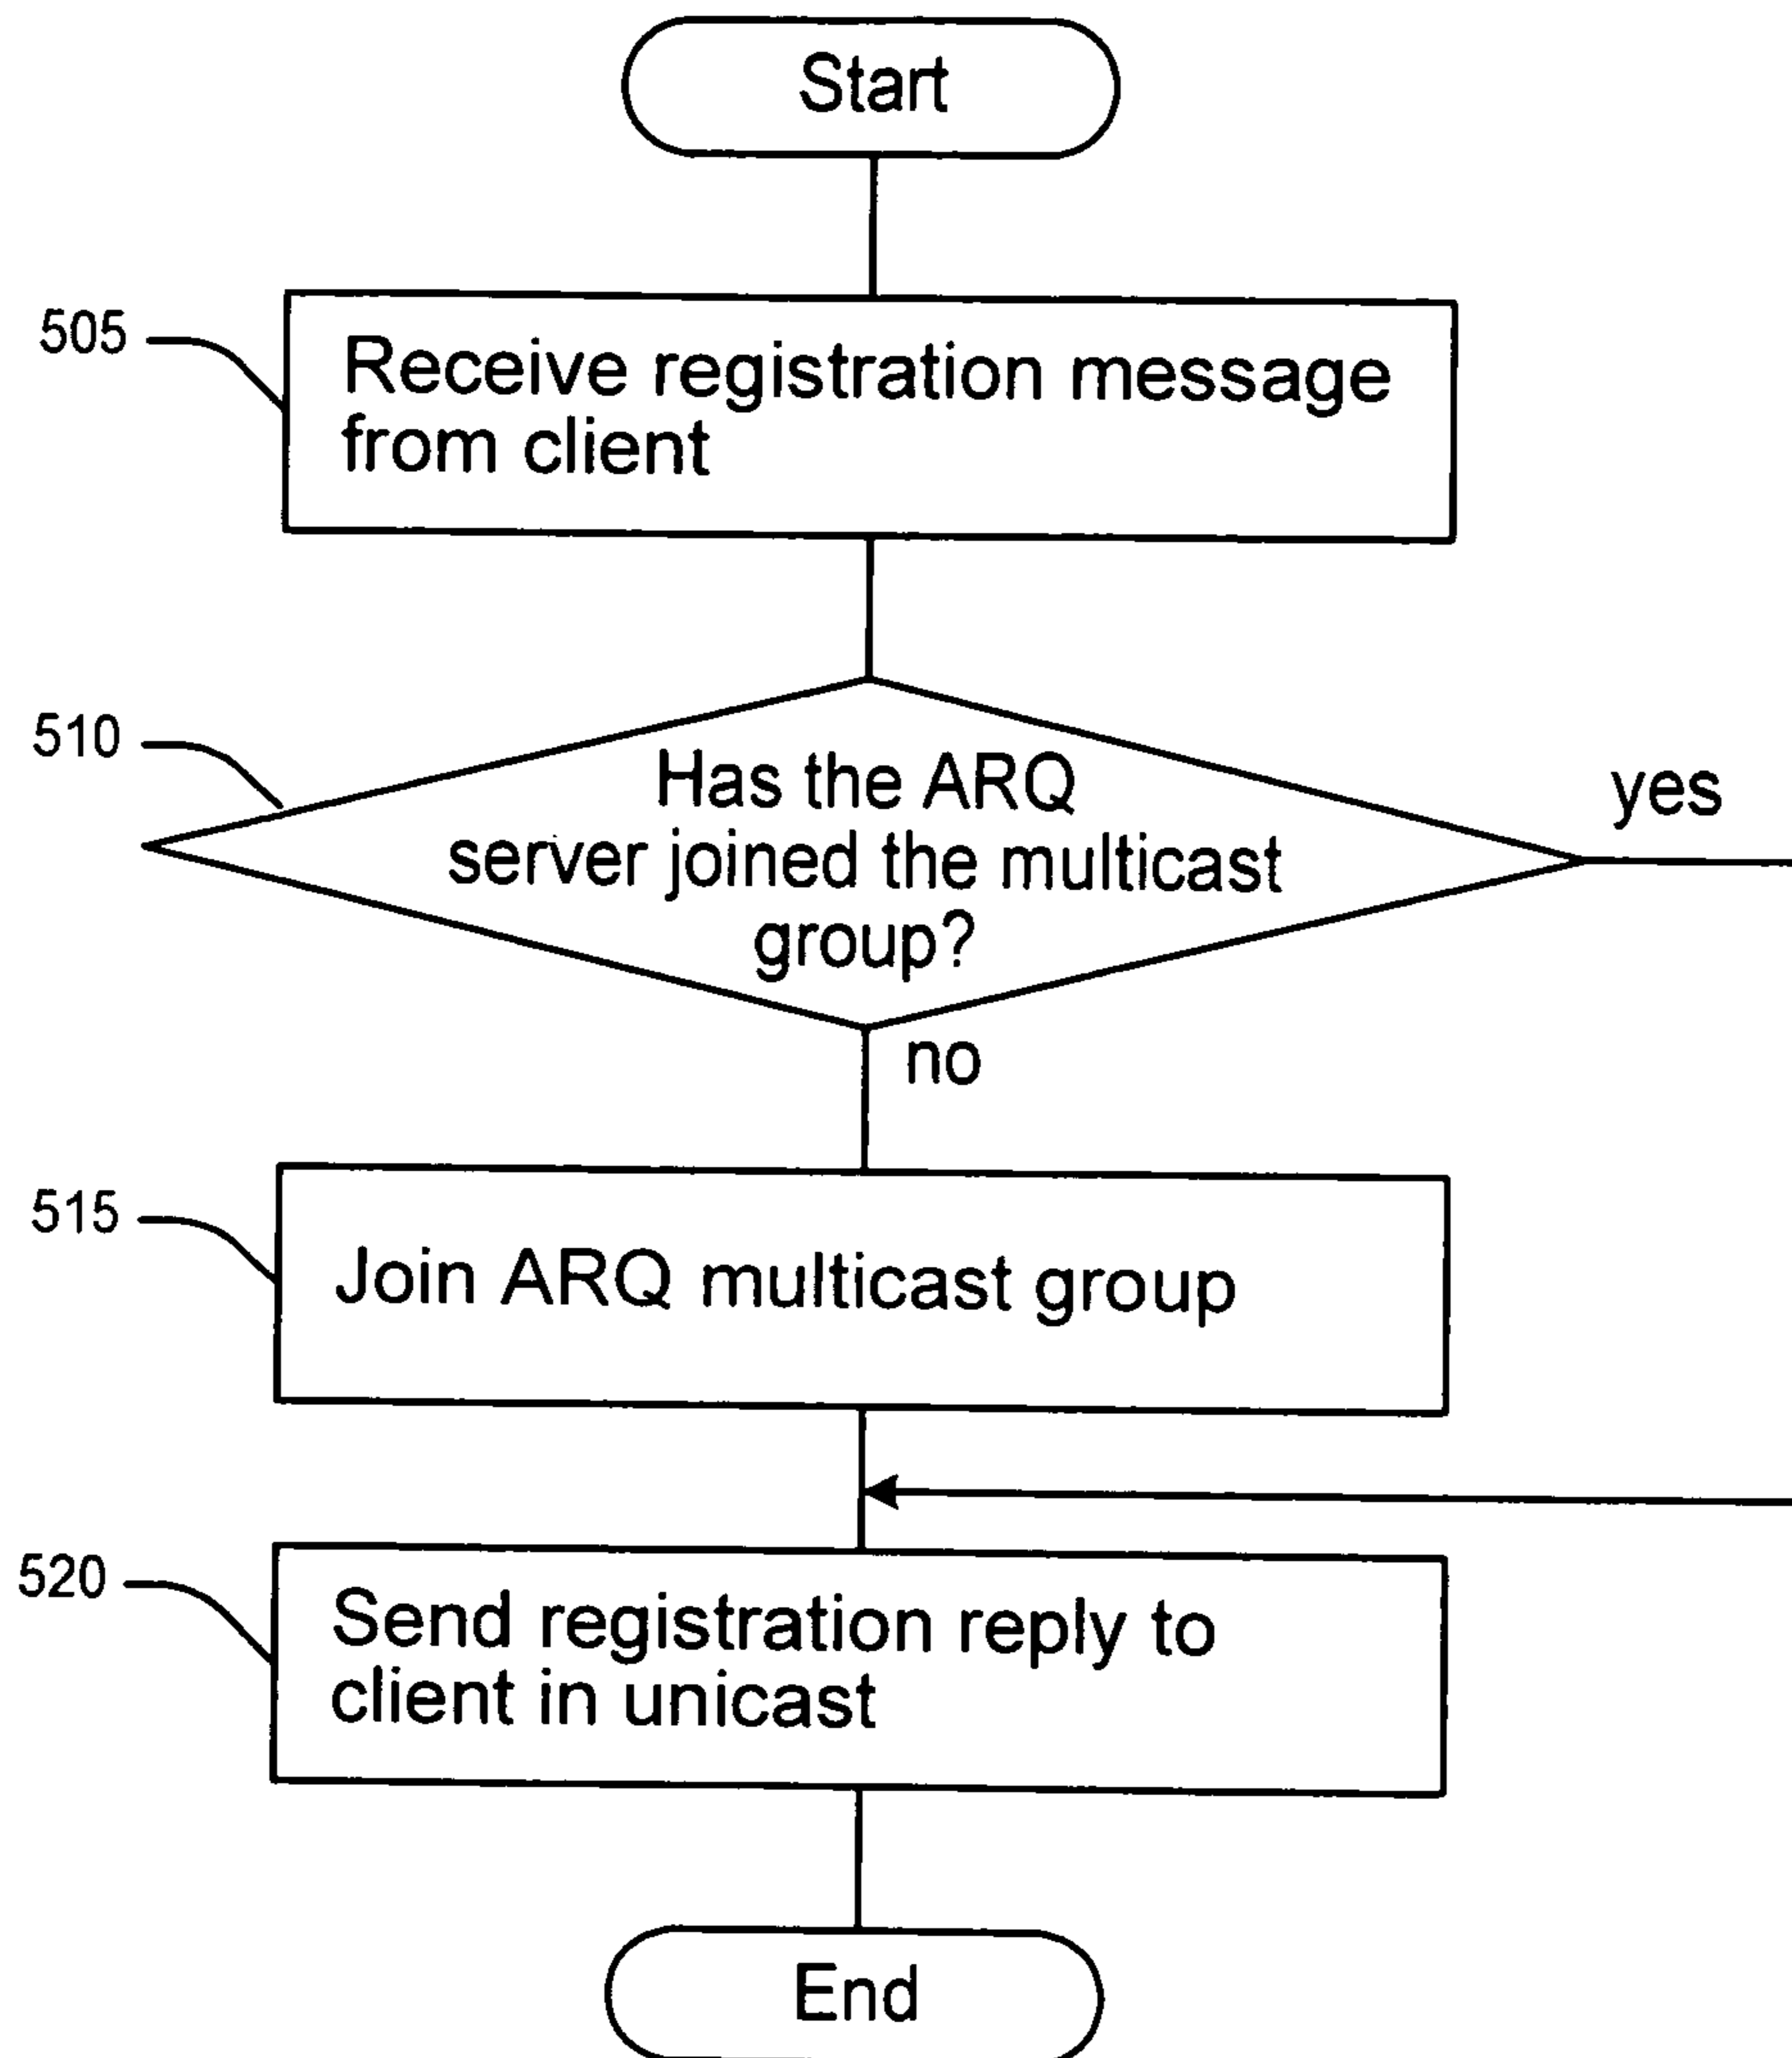 Start
505
Receive registration message
from client
510
Has the ARQ
server joined the multicast
group?
yes
no
515
Join ARQ multicast group
520
Send registration reply to
client in unicast
End